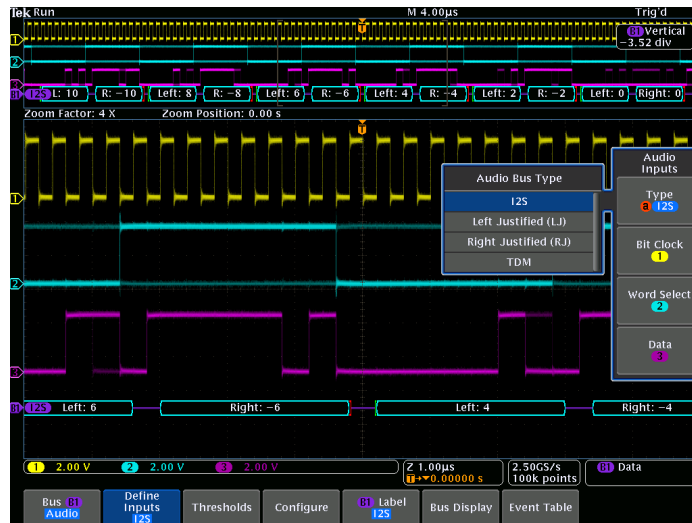 Tek Run M 4.00µs Trig'd
1
T
B1 Vertical
−3.52 div
2
3
B1 I2S L: 10 R: −10 Left: 8 R: −8 Left: 6 R: −6 Left: 4 R: −4 Left: 2 R: −2 Left: 0 Right: 0
Zoom Factor: 4 X Zoom Position: 0.00 s
T
Audio
Inputs
Audio Bus Type
I2S
Left Justified (LJ)
Right Justified (RJ)
TDM
Type
a I2S
Bit Clock
1
Word Select
2
Data
3
1
2
3
B1 I2S Left: 6 Right: −6 Left: 4 Right: −4
1 2.00 V 2 2.00 V 3 2.00 V Z 1.00µs 2.50GS/s B1 Data
T→▼0.00000 s 100k points
Bus B1
Audio
Define
Inputs
I2S
Thresholds
Configure
B1 Label
I2S
Bus Display
Event Table